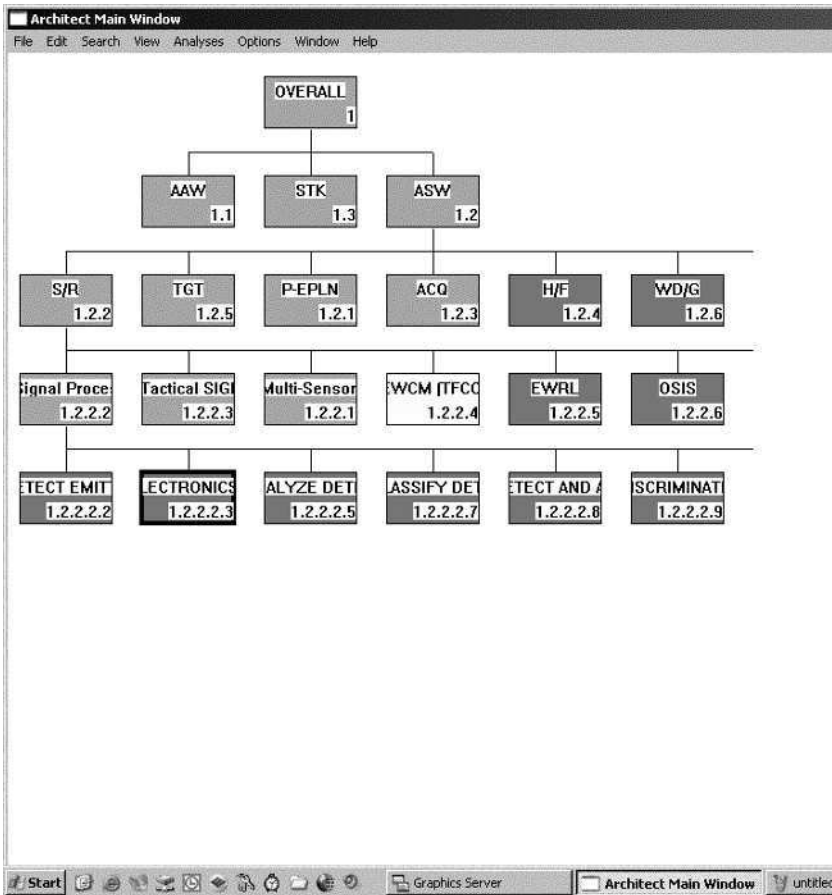 Architect Main Window
File Edit Search View Analyses Options Window Help
OVERALL
1
AAW STK ASW
1.1 1.3 1.2
S/R TGT P-EPLN ACQ H/F WD/G
1.2.2 1.2.5 1.2.1 1.2.3 1.2.4 1.2.6
Signal Proce Tactical SIG Multi-Sensor EWCM (TFCC EWRL OSIS
1.2.2.2 1.2.2.3 1.2.2.1 1.2.2.4 1.2.2.5 1.2.2.6
ETECT EMIT LECTRONICS ALYZE DET ASSIFY DET ETECT AND A ISCRIMINAT
1.2.2.2.2 1.2.2.2.3 1.2.2.2.5 1.2.2.2.7 1.2.2.2.8 1.2.2.2.9
Start Graphics Server Architect Main Window untitle